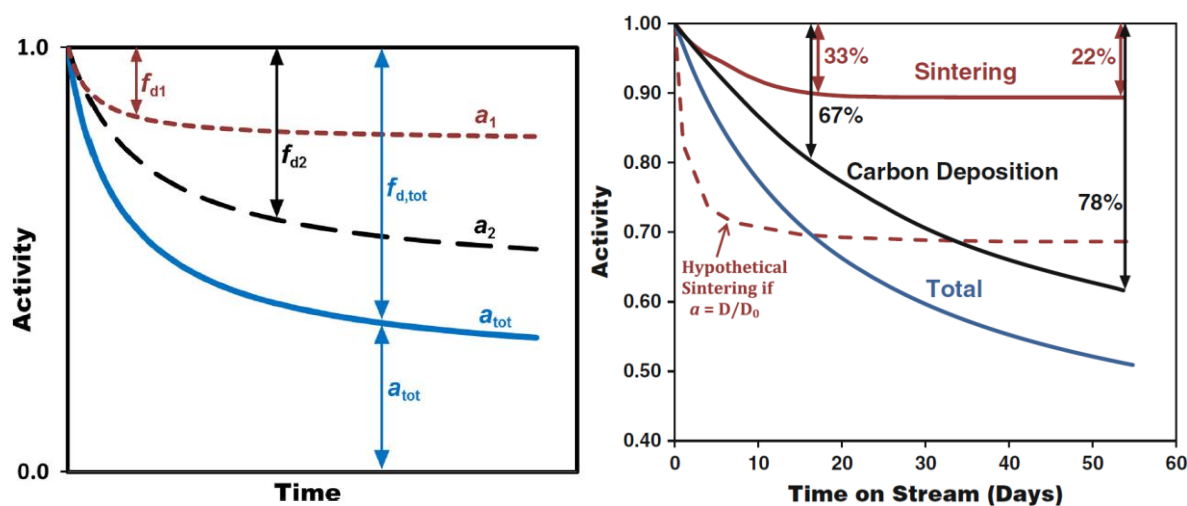 1.0
f_d1
a_1
f_d2
f_d,tot
a_2
a_tot
a_tot
0.0
Activity
Time
1.00
0.90
0.80
0.70
0.60
0.50
0.40
Activity
33%
22%
Sintering
67%
Carbon Deposition
78%
Hypothetical
Sintering if
a = D/D₀
Total
0
10
20
30
40
50
60
Time on Stream (Days)